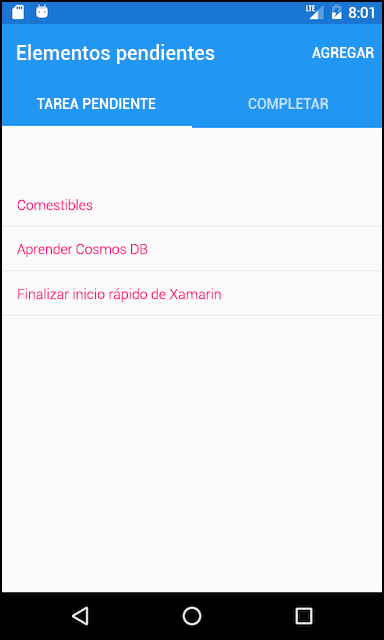 LTE 8:01
Elementos pendientes AGREGAR
TAREA PENDIENTE COMPLETAR
Comestibles
Aprender Cosmos DB
Finalizar inicio rápido de Xamarin